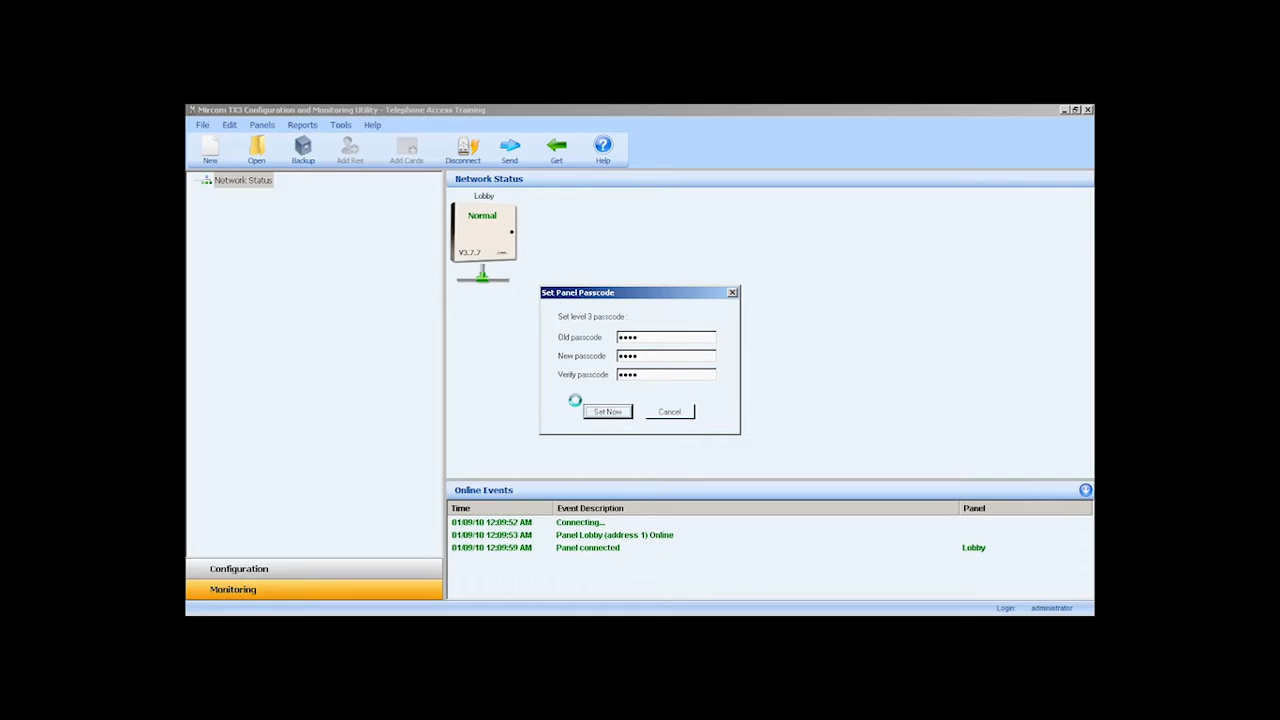 Mircom TX3 Configuration and Monitoring Utility - Telephone Access Training
File Edit Panels Reports Tools Help
New Open Backup Add Res Add Cards Disconnect Send Get Help
Network Status
Network Status
Lobby
Normal
V3.7.7
Set Panel Passcode
Set level 3 passcode :
Old passcode ••••
New passcode ••••
Verify passcode ••••
Set Now Cancel
Online Events
Time Event Description Panel
01/09/10 12:09:52 AM Connecting...
01/09/10 12:09:53 AM Panel Lobby (address 1) Online
01/09/10 12:09:59 AM Panel connected Lobby
Configuration
Monitoring
Login: administrator